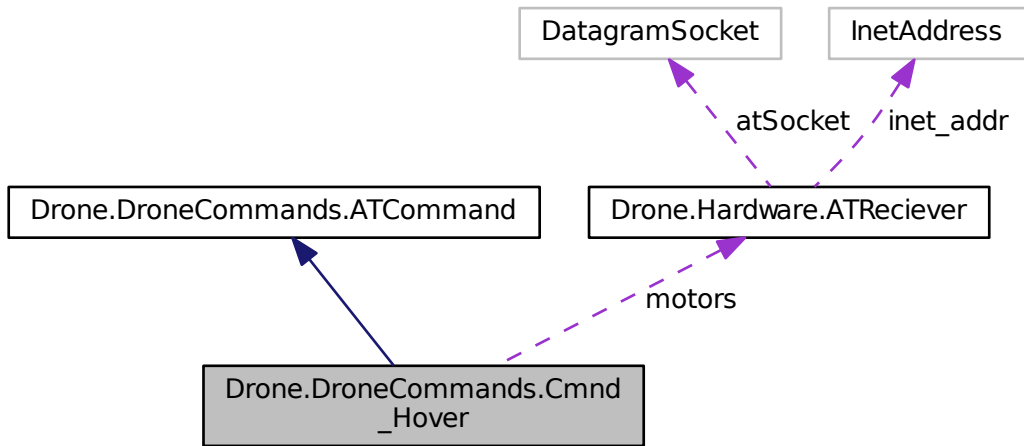 DatagramSocket
InetAddress
atSocket
inet_addr
Drone.DroneCommands.ATCommand
Drone.Hardware.ATReciever
motors
Drone.DroneCommands.Cmnd
_Hover